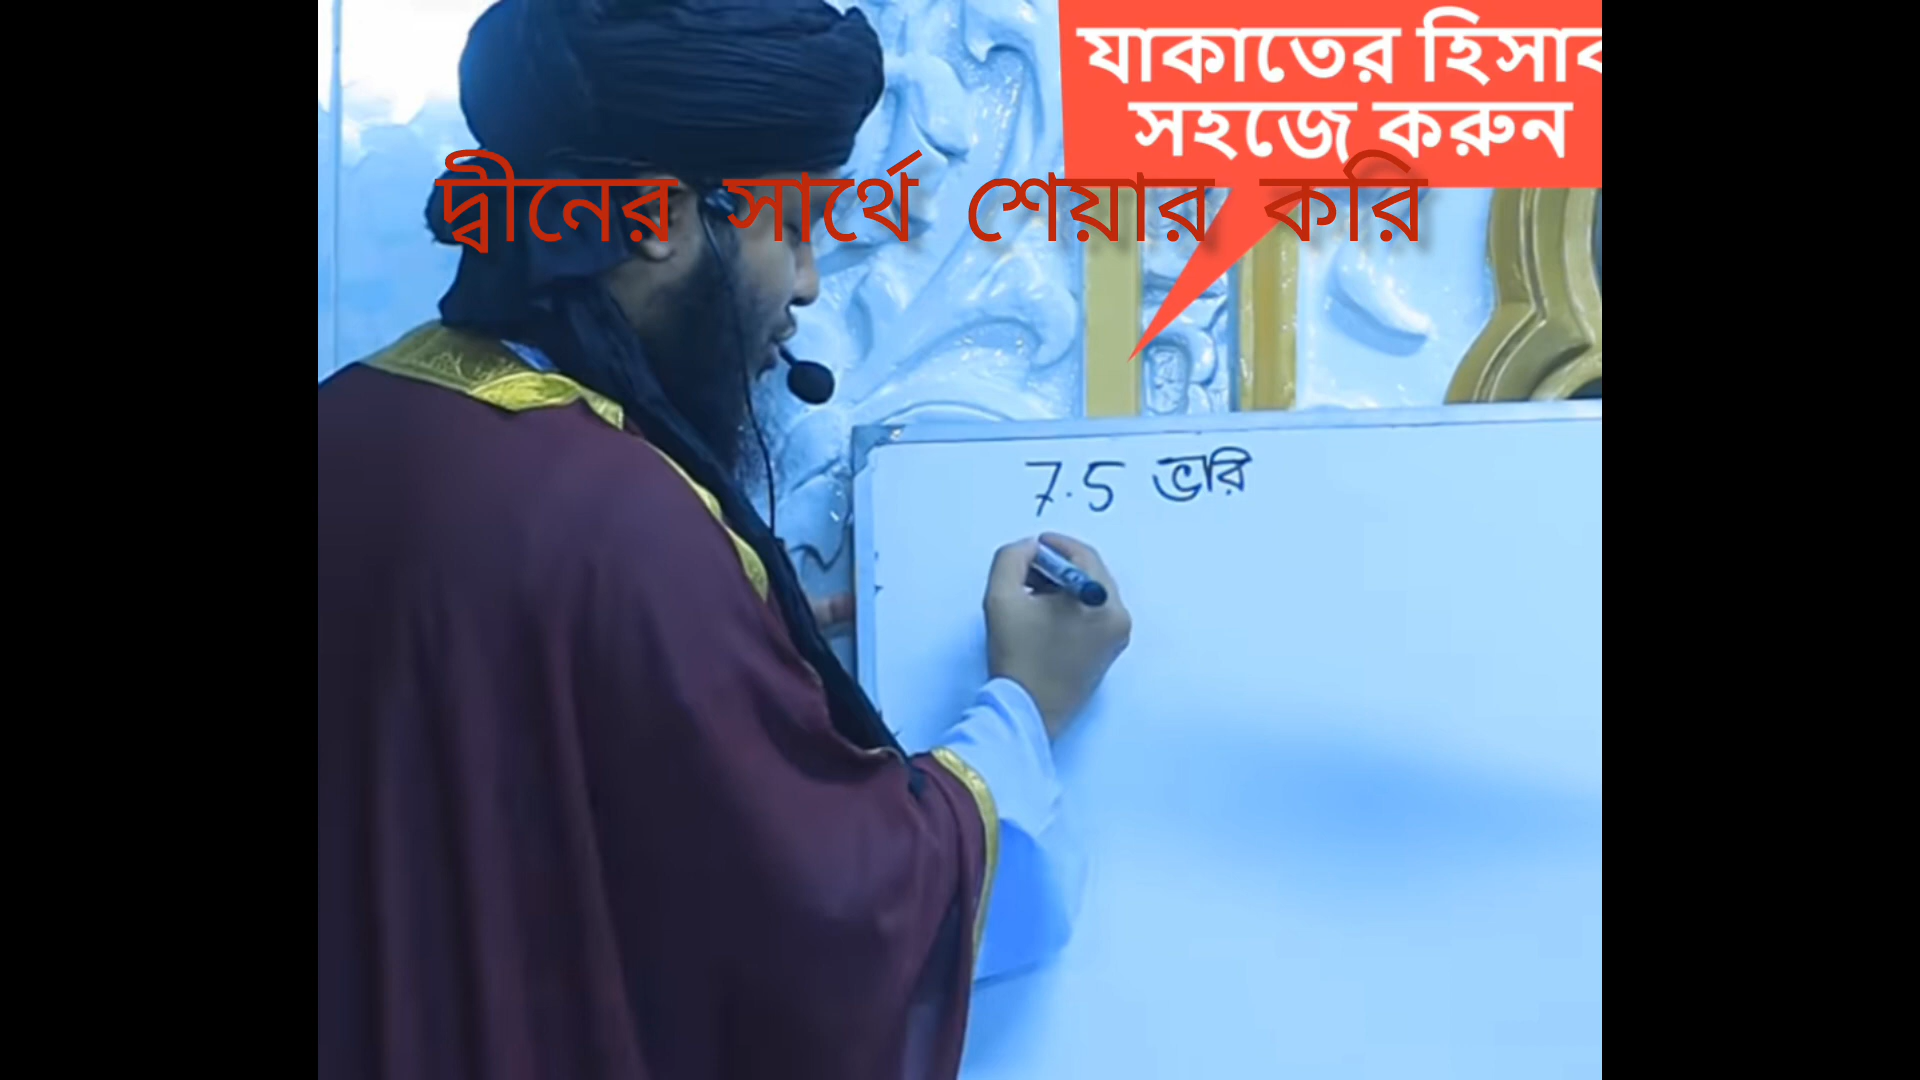 যাকাতের হিসাব
সহজে করুন
দ্বীনের সার্থে শেয়ার করি
7.5 ভরি